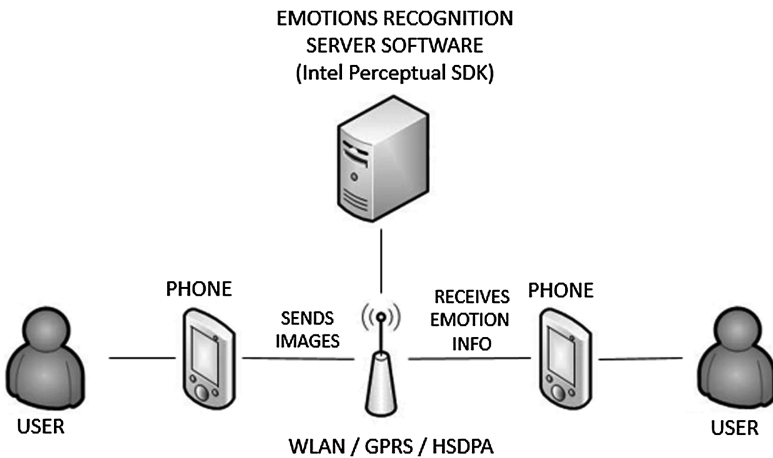 EMOTIONS RECOGNITION
SERVER SOFTWARE
(Intel Perceptual SDK)
PHONE
SENDS
IMAGES
RECEIVES
EMOTION
INFO
PHONE
USER
WLAN / GPRS / HSDPA
USER